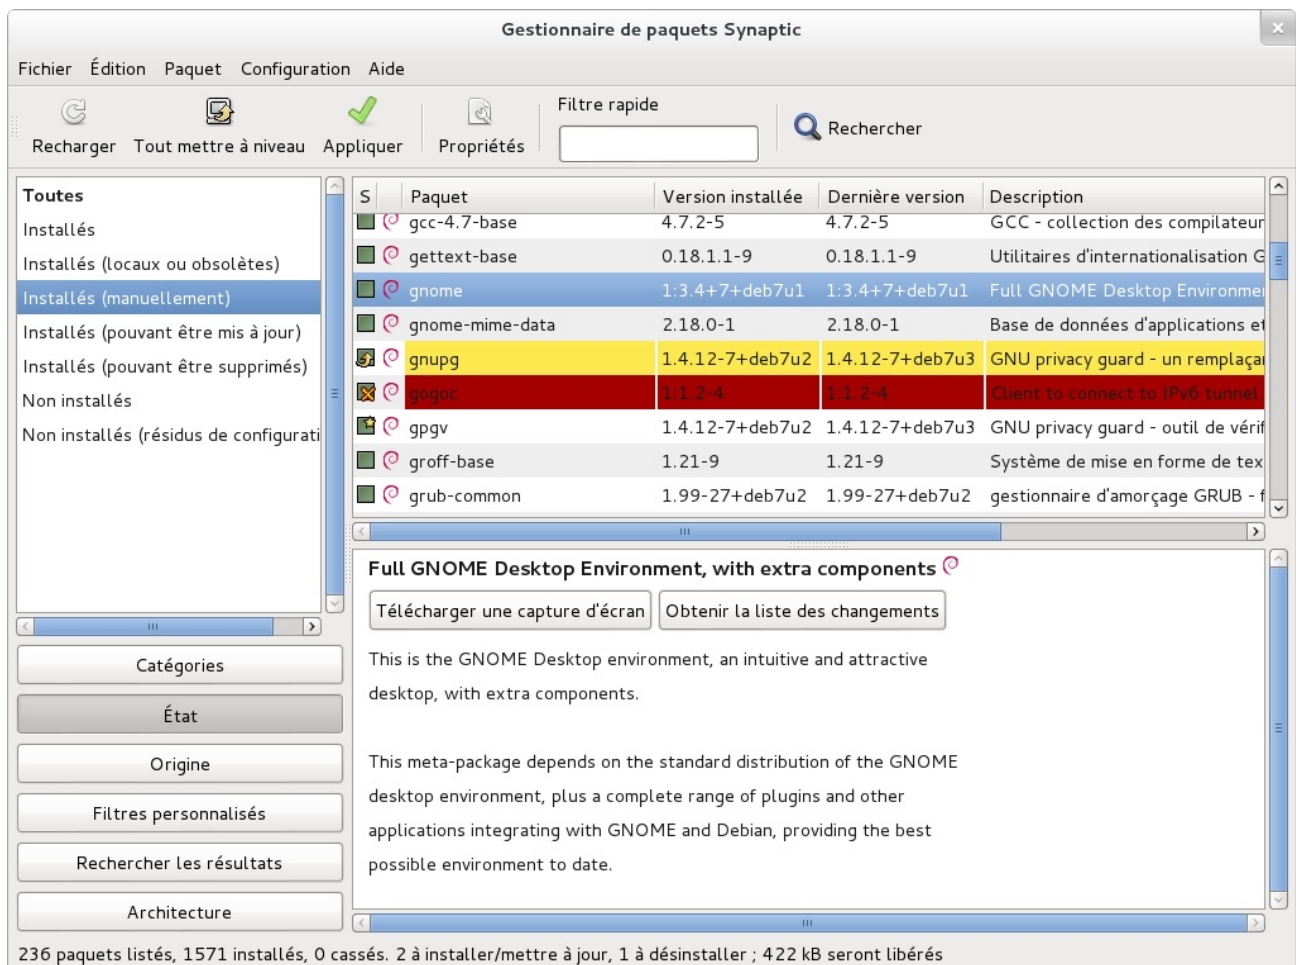 Gestionnaire de paquets Synaptic
Fichier Édition Paquet Configuration Aide
Recharger Tout mettre à niveau Appliquer Propriétés Filtre rapide Rechercher
Toutes
Installés
Installés (locaux ou obsolètes)
Installés (manuellement)
Installés (pouvant être mis à jour)
Installés (pouvant être supprimés)
Non installés
Non installés (résidus de configurati
Catégories
État
Origine
Filtres personnalisés
Rechercher les résultats
Architecture
S Paquet Version installée Dernière version Description
gcc-4.7-base 4.7.2-5 4.7.2-5 GCC - collection des compilateur
gettext-base 0.18.1.1-9 0.18.1.1-9 Utilitaires d'internationalisation G
gnome 1:3.4+7+deb7u1 1:3.4+7+deb7u1 Full GNOME Desktop Environmer
gnome-mime-data 2.18.0-1 2.18.0-1 Base de données d'applications et
gnupg 1.4.12-7+deb7u2 1.4.12-7+deb7u3 GNU privacy guard - un remplaçar
gogoc 1:1.2-4 1:1.2-4 Client to connect to IPv6 tunnel
gpgv 1.4.12-7+deb7u2 1.4.12-7+deb7u3 GNU privacy guard - outil de vérif
groff-base 1.21-9 1.21-9 Système de mise en forme de tex
grub-common 1.99-27+deb7u2 1.99-27+deb7u2 gestionnaire d'amorçage GRUB - f
Full GNOME Desktop Environment, with extra components
Télécharger une capture d'écran Obtenir la liste des changements
This is the GNOME Desktop environment, an intuitive and attractive
desktop, with extra components.
This meta-package depends on the standard distribution of the GNOME
desktop environment, plus a complete range of plugins and other
applications integrating with GNOME and Debian, providing the best
possible environment to date.
236 paquets listés, 1571 installés, 0 cassés. 2 à installer/mettre à jour, 1 à désinstaller ; 422 kB seront libérés